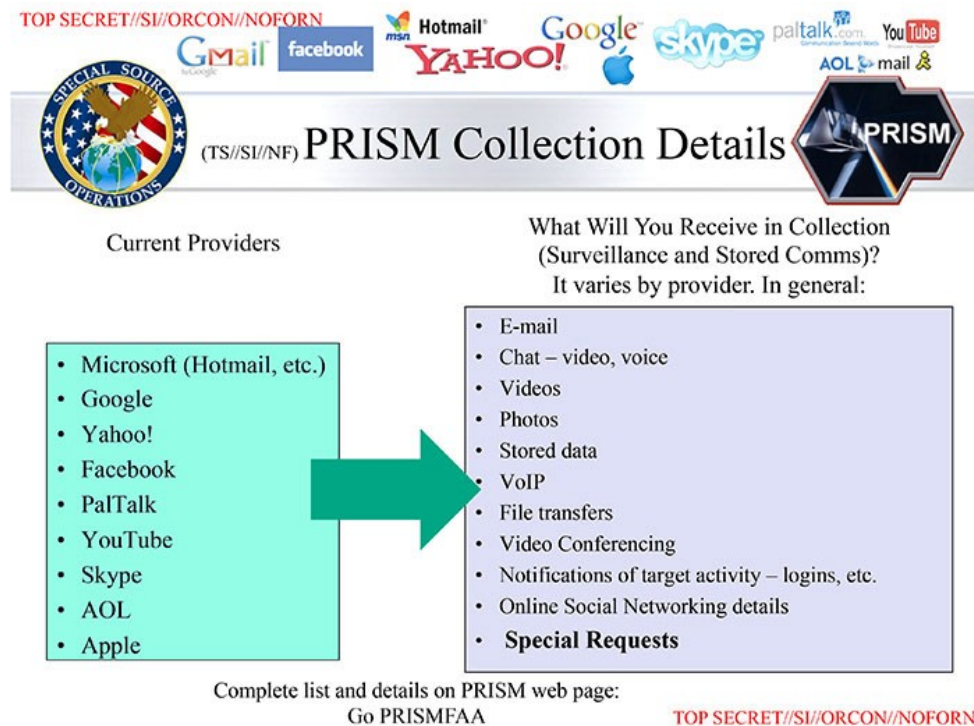 TOP SECRET//SI//ORCON//NOFORN
Gmail
by Google
facebook
msn
Hotmail
YAHOO!
Google
skype
paltalk.com
Communication Beyond Words
YouTube
AOL mail
SPECIAL SOURCE
OPERATIONS
(TS//SI//NF) PRISM Collection Details
PRISM
Current Providers
• Microsoft (Hotmail, etc.)
• Google
• Yahoo!
• Facebook
• PalTalk
• YouTube
• Skype
• AOL
• Apple
What Will You Receive in Collection
(Surveillance and Stored Comms)?
It varies by provider. In general:
• E-mail
• Chat – video, voice
• Videos
• Photos
• Stored data
• VoIP
• File transfers
• Video Conferencing
• Notifications of target activity – logins, etc.
• Online Social Networking details
• Special Requests
Complete list and details on PRISM web page:
Go PRISMFAA
TOP SECRET//SI//ORCON//NOFORN